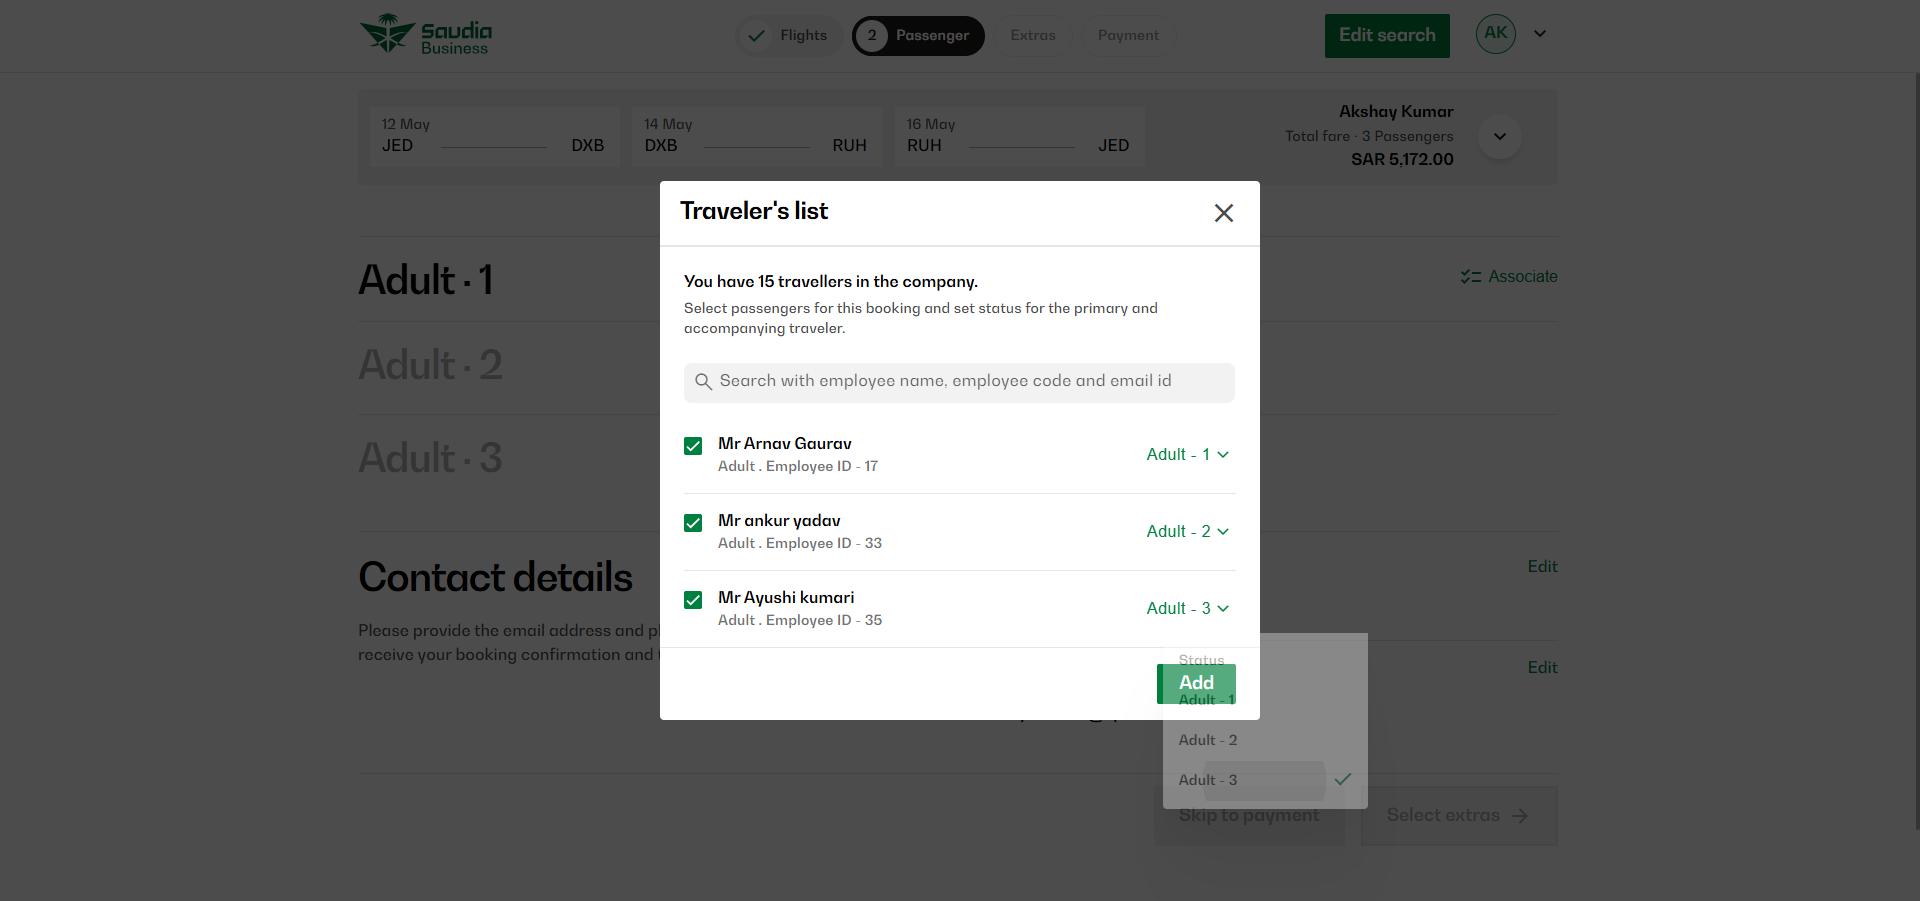 Saudia
Business
Flights
2 Passenger
Extras
Payment
Edit search
AK
12 May
JED DXB
14 May
DXB RUH
16 May
RUH JED
Akshay Kumar
Total fare · 3 Passengers
SAR 5,172.00
Traveler's list
You have 15 travellers in the company.
Select passengers for this booking and set status for the primary and
accompanying traveler.
Search with employee name, employee code and email id
Mr Arnav Gaurav
Adult . Employee ID - 17
Adult - 1
Mr ankur yadav
Adult . Employee ID - 33
Adult - 2
Mr Ayushi kumari
Adult . Employee ID - 35
Adult - 3
Add
Status
Adult - 1
Adult - 2
Adult - 3
Adult · 1
Associate
Adult · 2
Adult · 3
Contact details
Edit
Please provide the email address and
receive your booking confirmation and
Edit
Skip to payment
Select extras